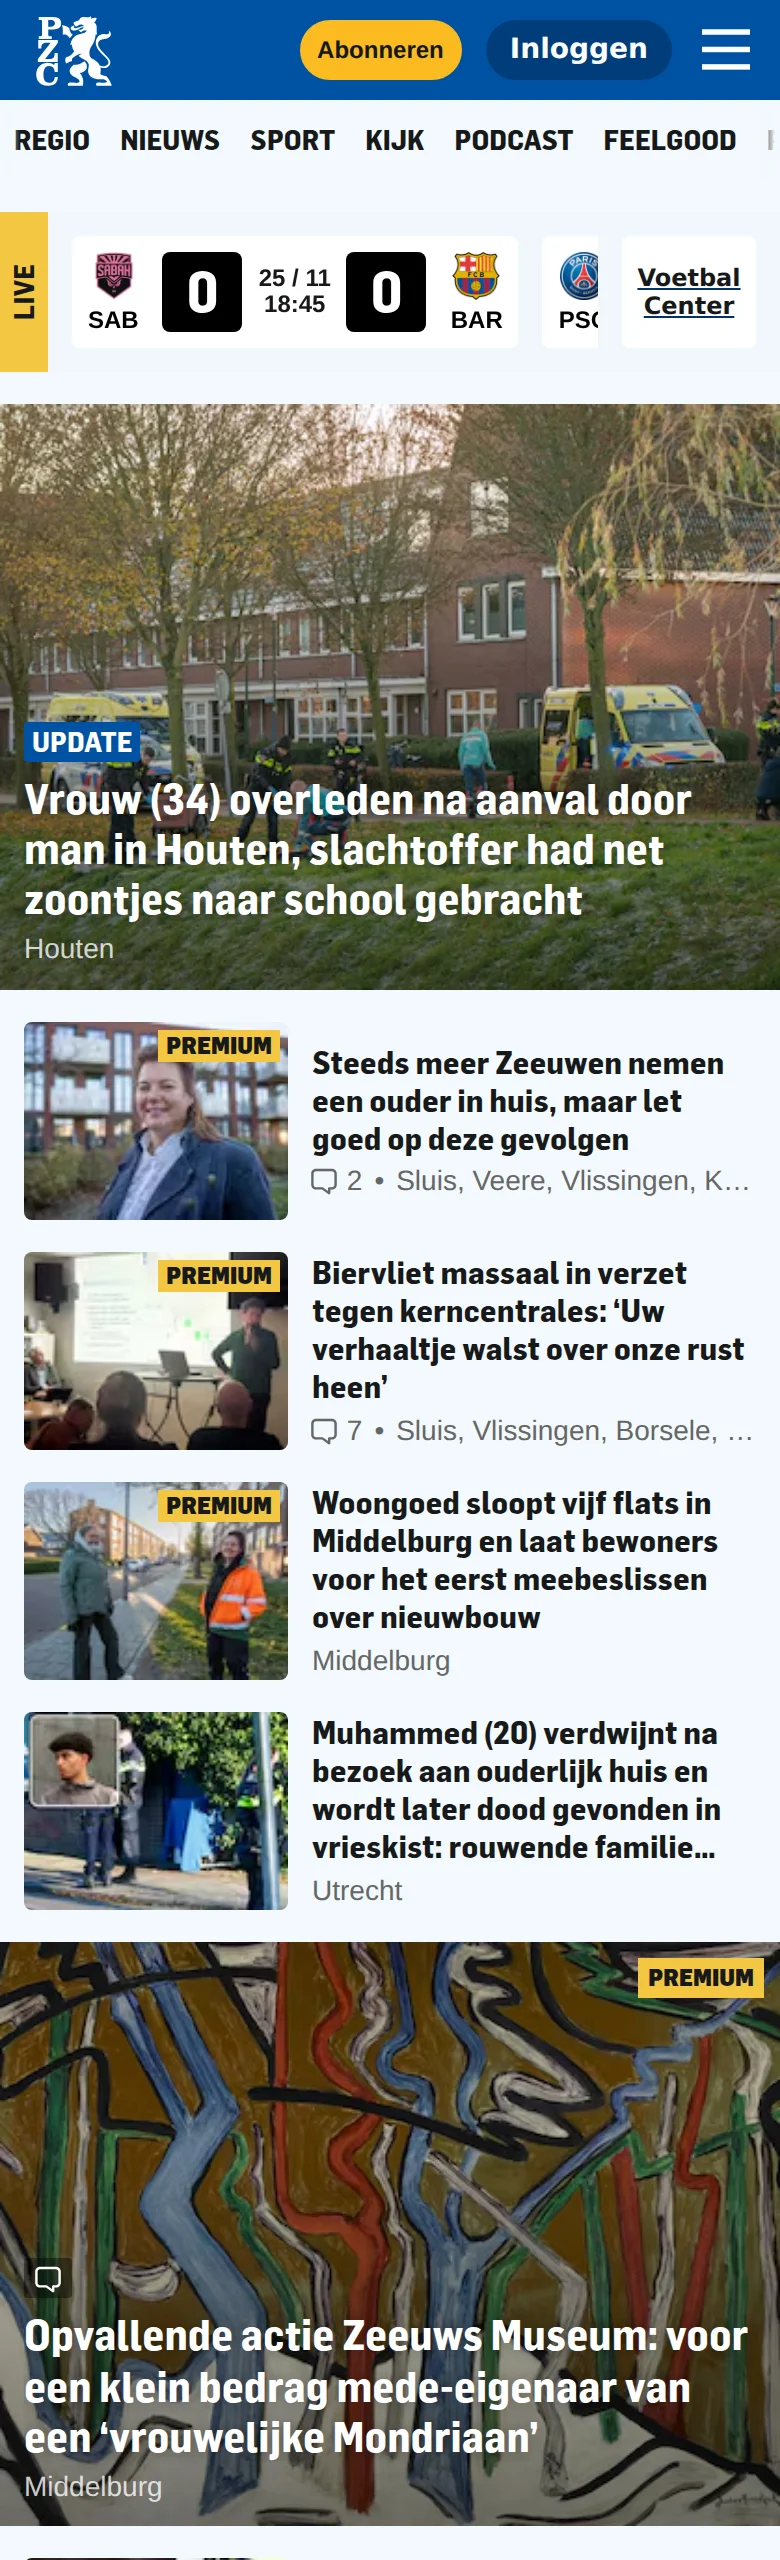 PZC
Abonneren
Inloggen
REGIO NIEUWS SPORT KIJK PODCAST FEELGOOD
LIVE
SABAH
SAB
0
25 / 11
18:45
0
FCB
BAR
PARIS
PSG
Voetbal
Center
UPDATE
Vrouw (34) overleden na aanval door
man in Houten, slachtoffer had net
zoontjes naar school gebracht
Houten
PREMIUM
Steeds meer Zeeuwen nemen
een ouder in huis, maar let
goed op deze gevolgen
2 • Sluis, Veere, Vlissingen, K...
PREMIUM
Biervliet massaal in verzet
tegen kerncentrales: ‘Uw
verhaaltje walst over onze rust
heen’
7 • Sluis, Vlissingen, Borsele, ...
PREMIUM
Woongoed sloopt vijf flats in
Middelburg en laat bewoners
voor het eerst meebeslissen
over nieuwbouw
Middelburg
Muhammed (20) verdwijnt na
bezoek aan ouderlijk huis en
wordt later dood gevonden in
vrieskist: rouwende familie...
Utrecht
PREMIUM
Opvallende actie Zeeuws Museum: voor
een klein bedrag mede-eigenaar van
een ‘vrouwelijke Mondriaan’
Middelburg